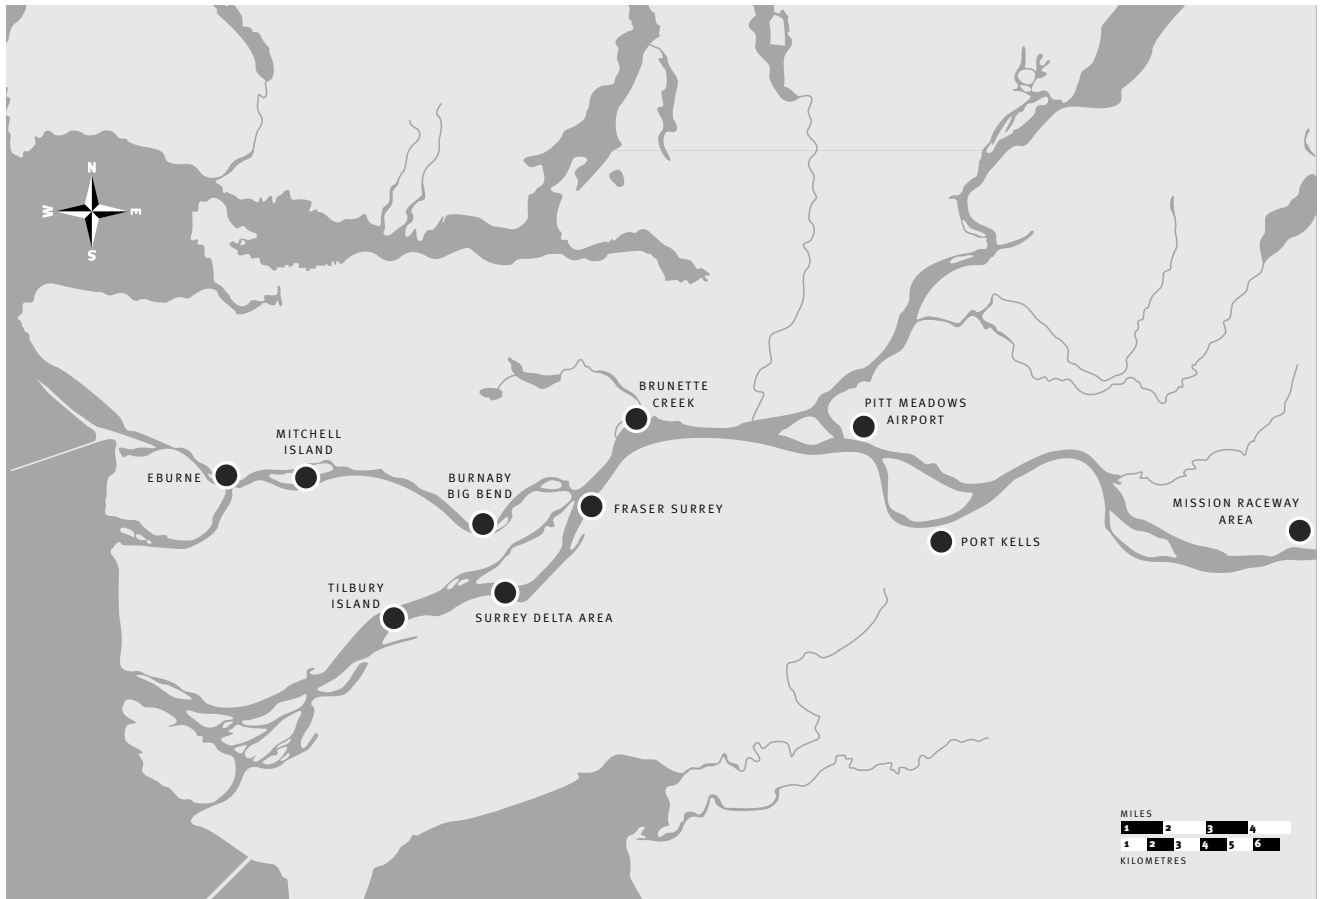 N
W
E
S
BRUNETTE
CREEK
PITT MEADOWS
AIRPORT
MITCHELL
ISLAND
EBURNE
BURNABY
BIG BEND
FRASER SURREY
MISSION RACEWAY
AREA
PORT KELLS
TILBURY
ISLAND
SURREY DELTA AREA
MILES
1 2 3 4
1 2 3 4 5 6
KILOMETRES